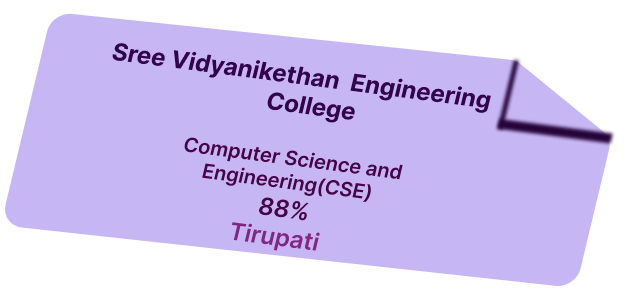 Sree Vidyanikethan Engineering
College
Computer Science and
Engineering(CSE)
88%
Tirupati